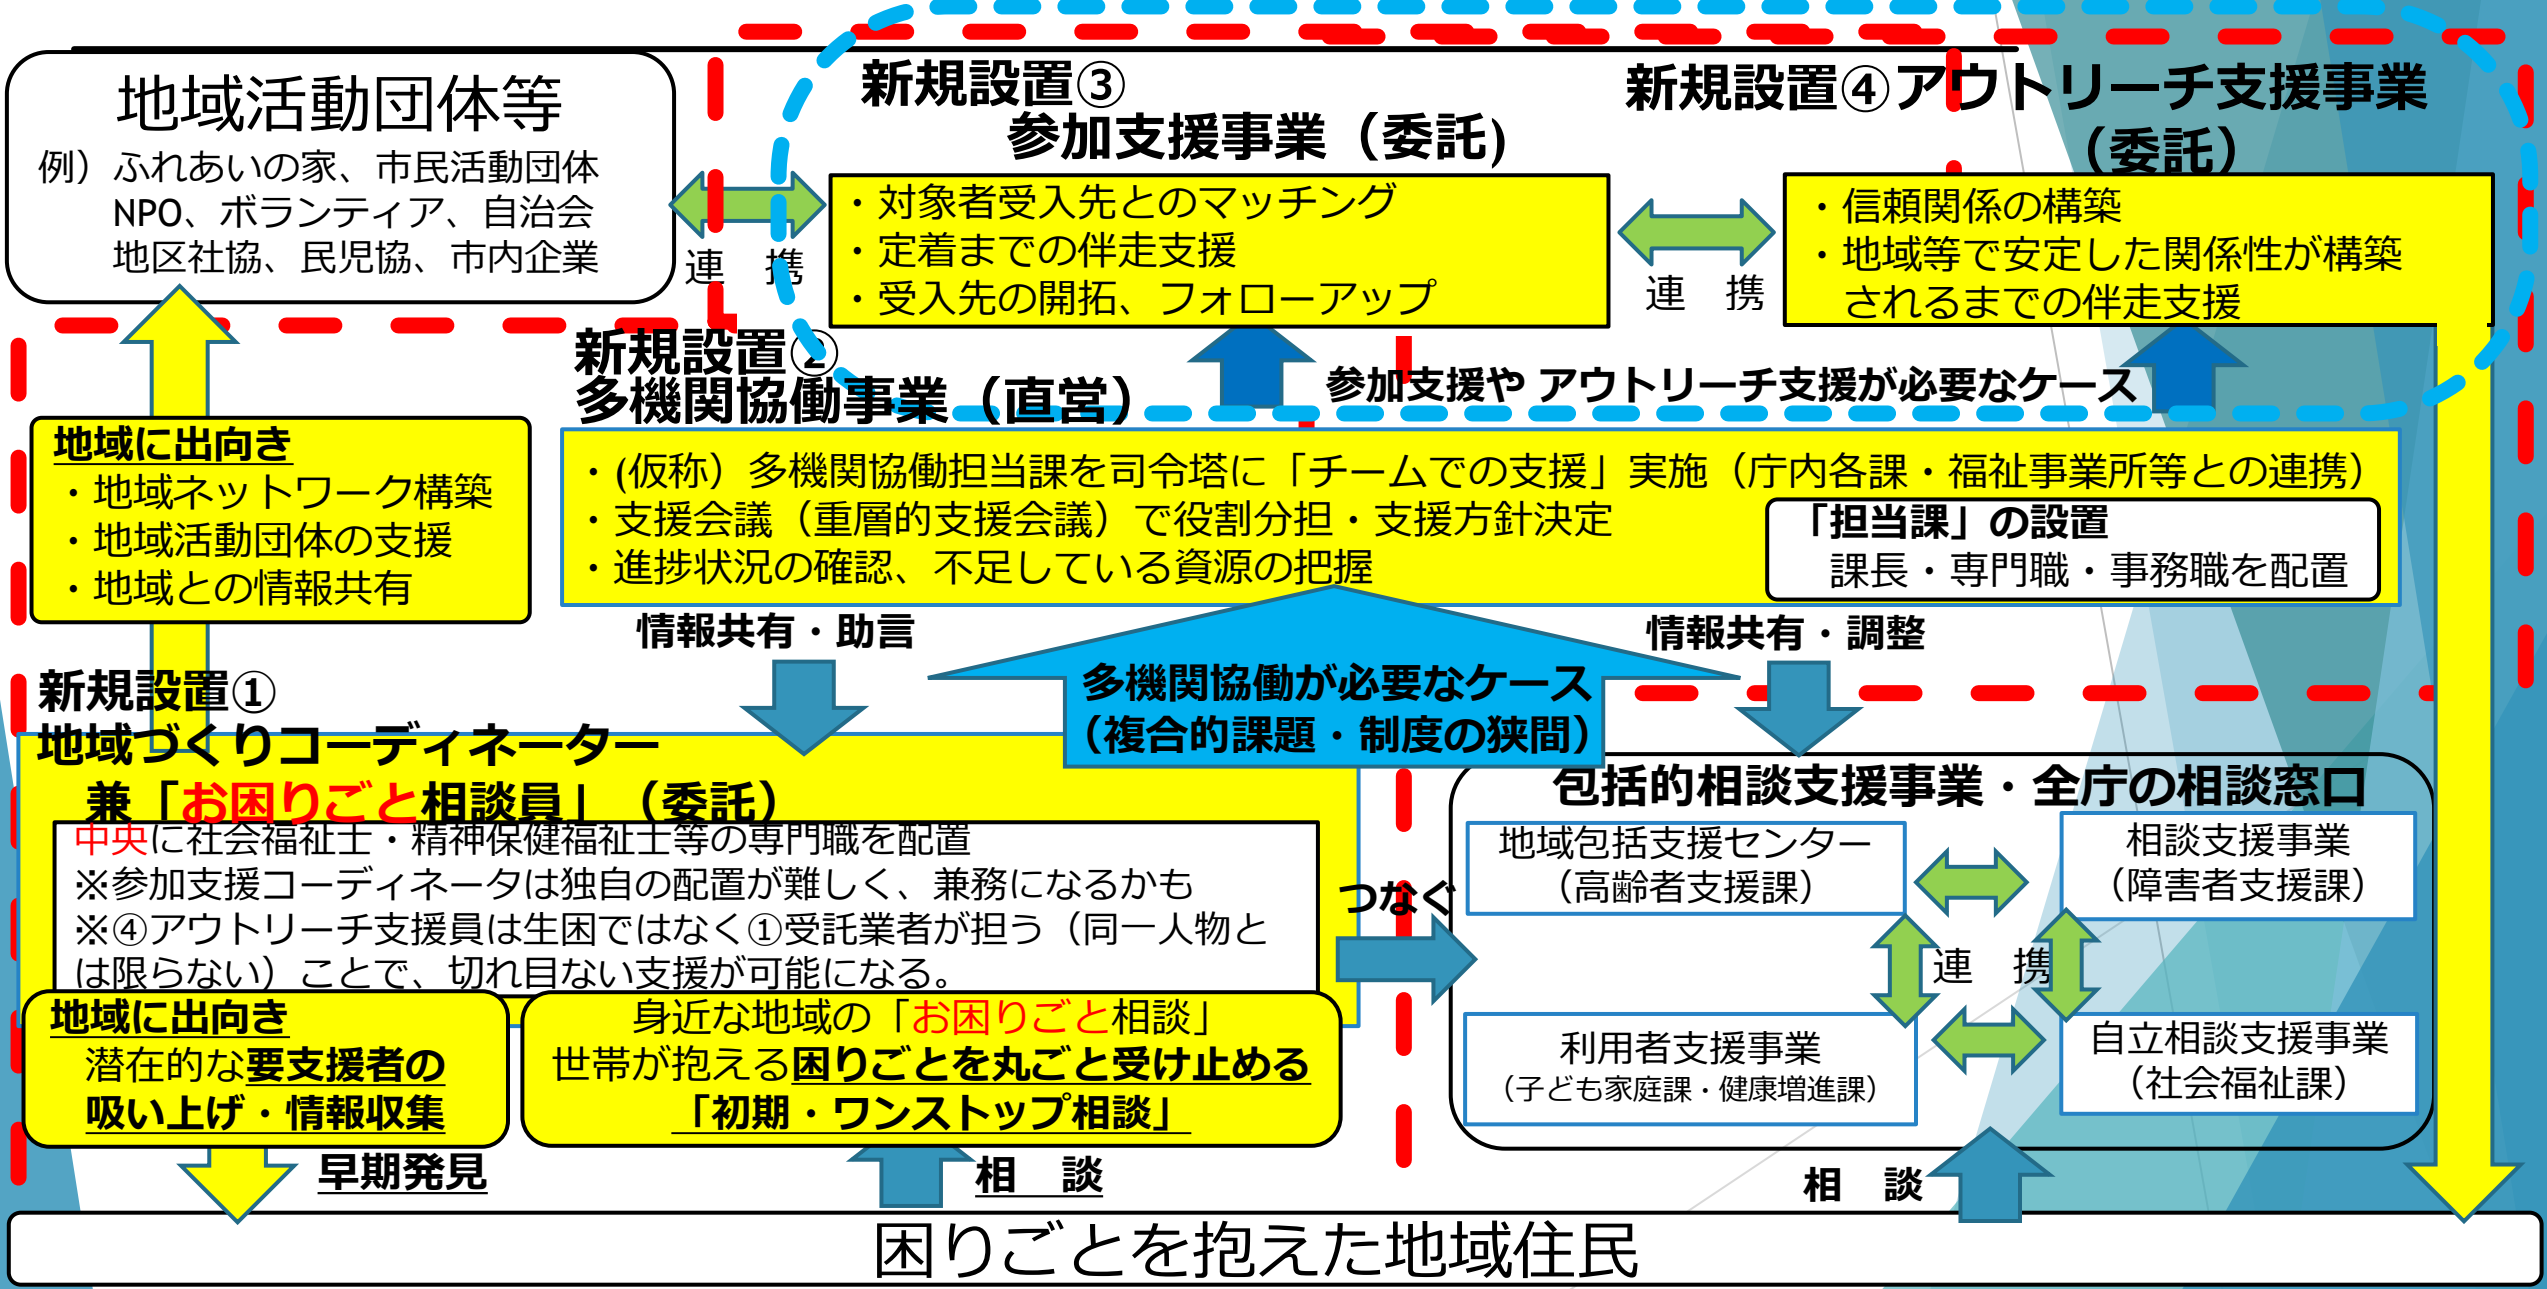 地域活動団体等
例）ふれあいの家、市民活動団体
NPO、ボランティア、自治会
地区社協、民児協、市内企業
連　携
新規設置③
参加支援事業（委託)
・対象者受入先とのマッチング
・定着までの伴走支援
・受入先の開拓、フォローアップ
連　携
新規設置④アウトリーチ支援事業
（委託）
・信頼関係の構築
・地域等で安定した関係性が構築
されるまでの伴走支援
参加支援や アウトリーチ支援が必要なケース
新規設置②
多機関協働事業（直営）
・(仮称）多機関協働担当課を司令塔に「チームでの支援」実施（庁内各課・福祉事業所等との連携）
・支援会議（重層的支援会議）で役割分担・支援方針決定
・進捗状況の確認、不足している資源の把握
「担当課」の設置
課長・専門職・事務職を配置
地域に出向き
・地域ネットワーク構築
・地域活動団体の支援
・地域との情報共有
情報共有・助言
情報共有・調整
多機関協働が必要なケース
（複合的課題・制度の狭間）
新規設置①
地域づくりコーディネーター
兼「お困りごと相談員」（委託）
中央に社会福祉士・精神保健福祉士等の専門職を配置
※参加支援コーディネータは独自の配置が難しく、兼務になるかも
※④アウトリーチ支援員は生困ではなく①受託業者が担う（同一人物と
は限らない）ことで、切れ目ない支援が可能になる。
地域に出向き
潜在的な要支援者の
吸い上げ・情報収集
身近な地域の「お困りごと相談」
世帯が抱える困りごとを丸ごと受け止める
「初期・ワンストップ相談」
つなぐ
包括的相談支援事業・全庁の相談窓口
地域包括支援センター
（高齢者支援課）
相談支援事業
（障害者支援課）
連　携
利用者支援事業
（子ども家庭課・健康増進課）
自立相談支援事業
（社会福祉課）
早期発見
相　談
相　談
困りごとを抱えた地域住民